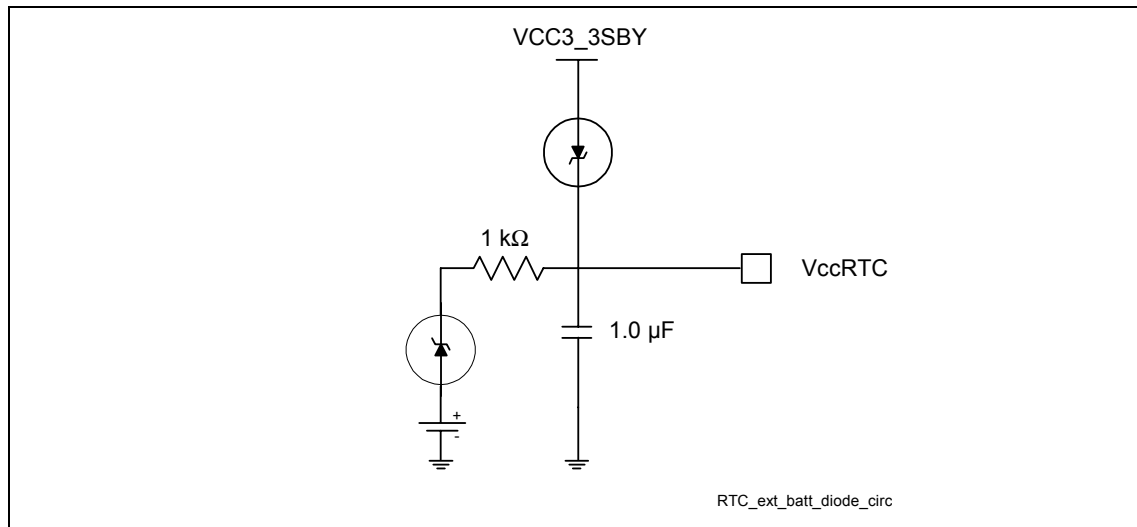 VCC3_3SBY
1 kΩ
VccRTC
1.0 µF
+
-
RTC_ext_batt_diode_circ